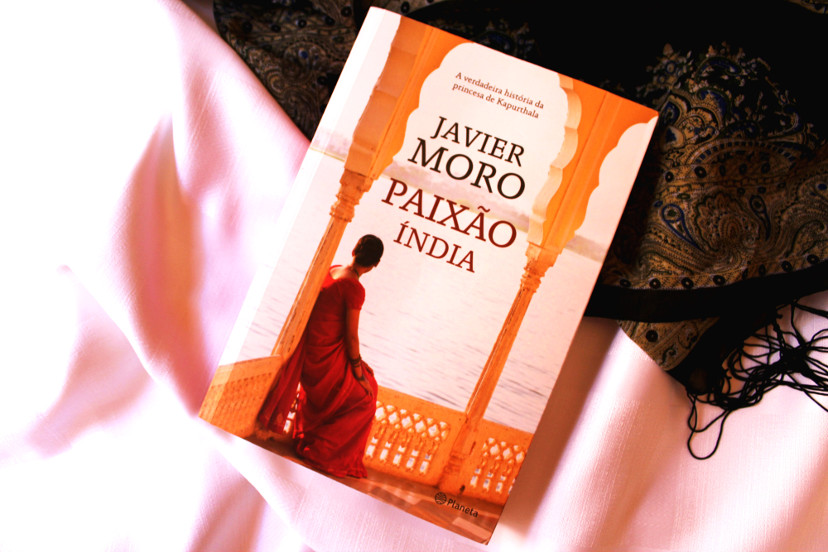 A verdadeira história da
princesa de Kapurthala
JAVIER
MORO
PAIXÃO
ÍNDIA
Planeta